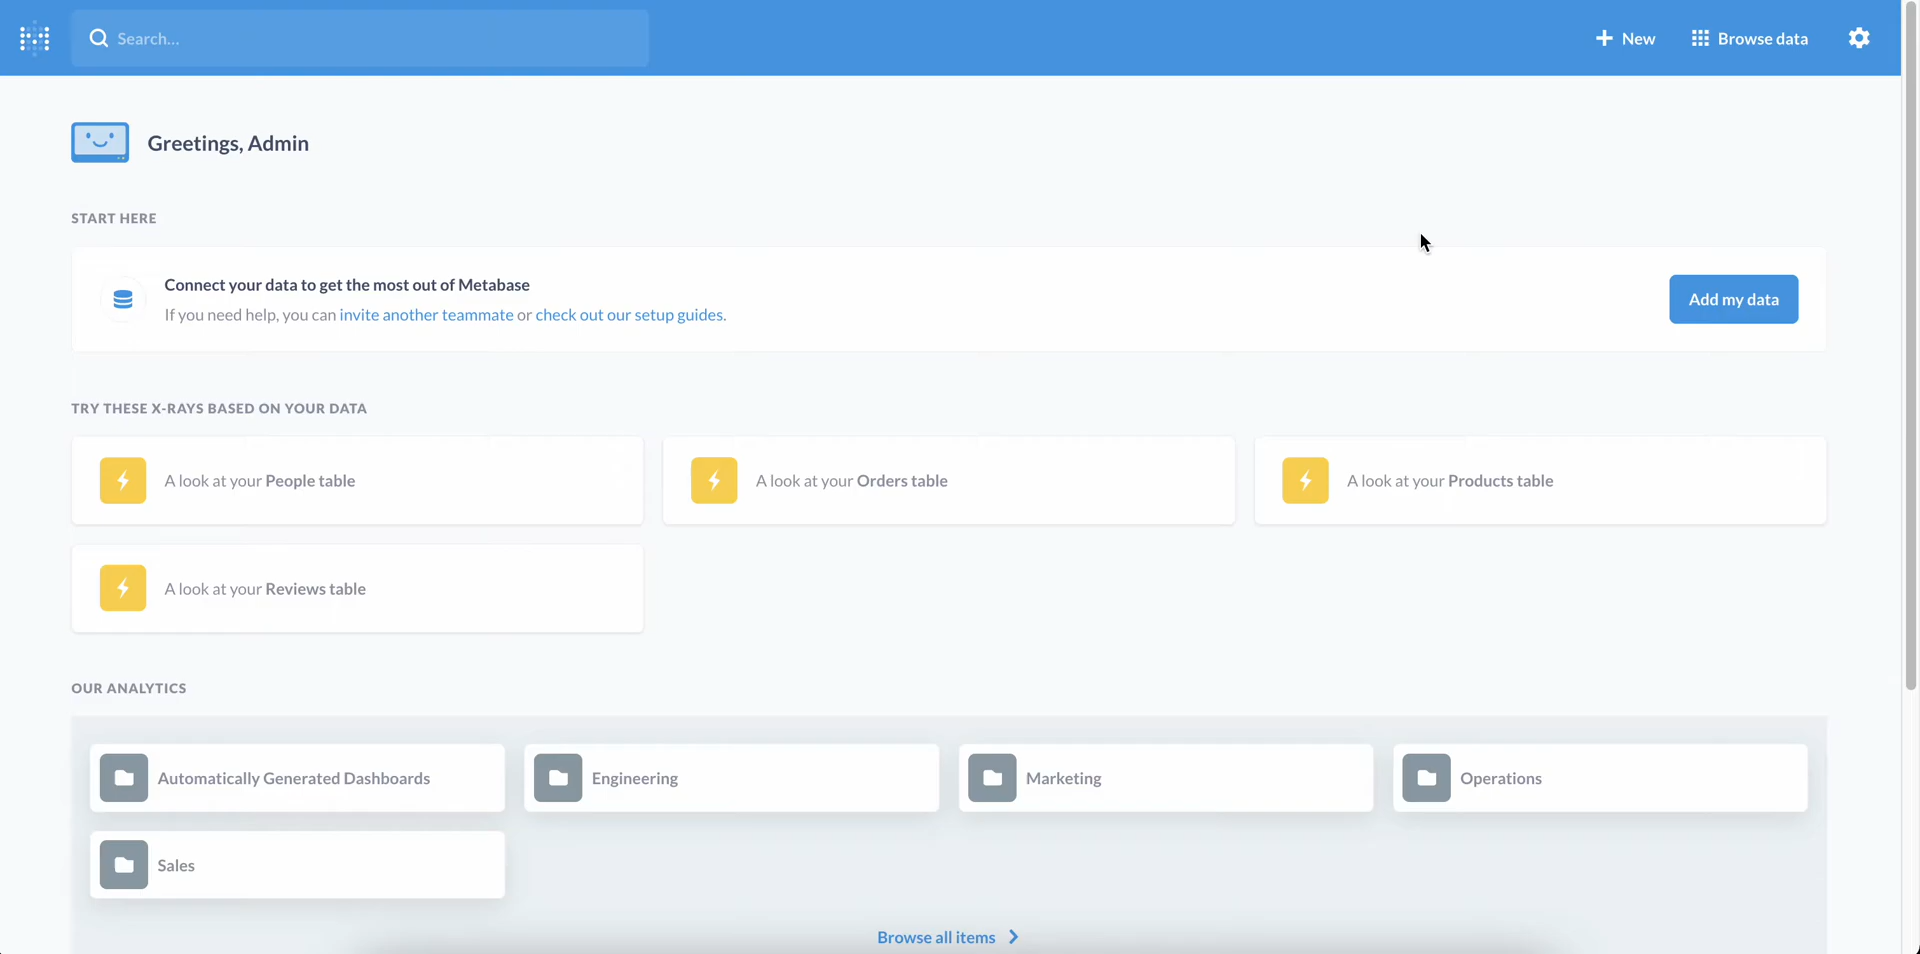 Search...
New
Browse data
Greetings, Admin
START HERE
Connect your data to get the most out of Metabase
If you need help, you can invite another teammate or check out our setup guides.
Add my data
TRY THESE X-RAYS BASED ON YOUR DATA
A look at your People table
A look at your Orders table
A look at your Products table
A look at your Reviews table
OUR ANALYTICS
Automatically Generated Dashboards
Engineering
Marketing
Operations
Sales
Browse all items